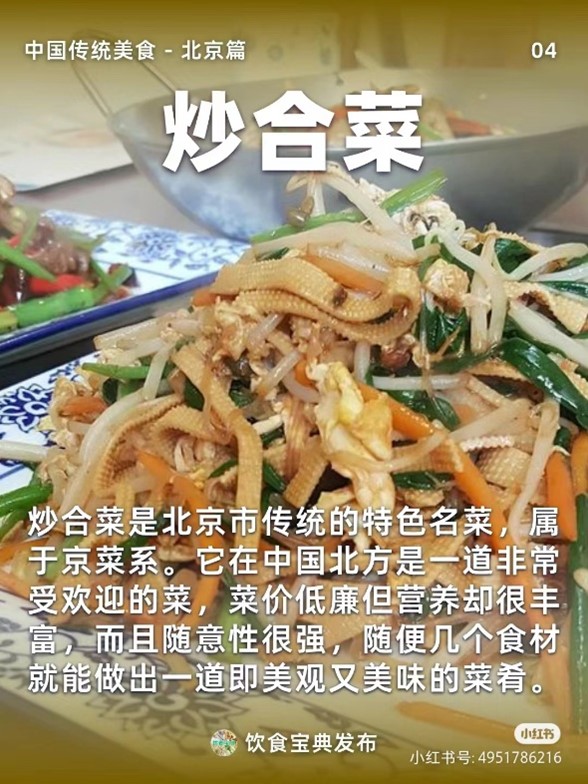 中国传统美食 - 北京篇
04
炒合菜
炒合菜是北京市传统的特色名菜，属
于京菜系。它在中国北方是一道非常
受欢迎的菜，菜价低廉但营养却很丰
富，而且随意性很强，随便几个食材
就能做出一道即美观又美味的菜肴。
饮食宝典发布
小红书
小红书号: 4951786216